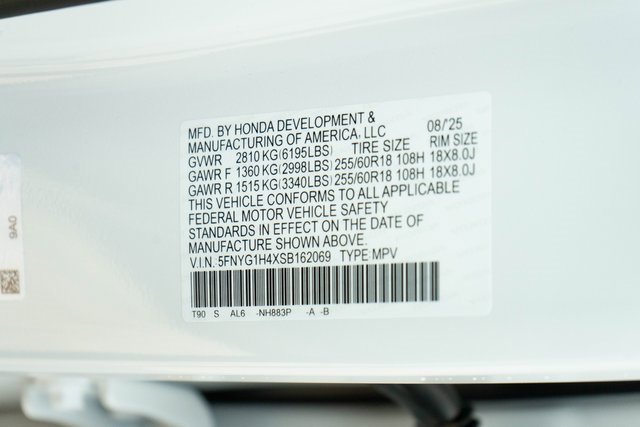 MFD. BY HONDA DEVELOPMENT & 08/'25
MANUFACTURING OF AMERICA, LLC
GVWR 2810 KG(6195LBS) TIRE SIZE RIM SIZE
GAWR F 1360 KG(2998LBS) 255/60R18 108H 18X8.0J
GAWR R 1515 KG(3340LBS) 255/60R18 108H 18X8.0J
THIS VEHICLE CONFORMS TO ALL APPLICABLE
FEDERAL MOTOR VEHICLE SAFETY
STANDARDS IN EFFECT ON THE DATE OF
MANUFACTURE SHOWN ABOVE.
V.I.N. 5FNYG1H4XSB162069 TYPE:MPV
T90 S AL6 -NH883P -A -B
9A0